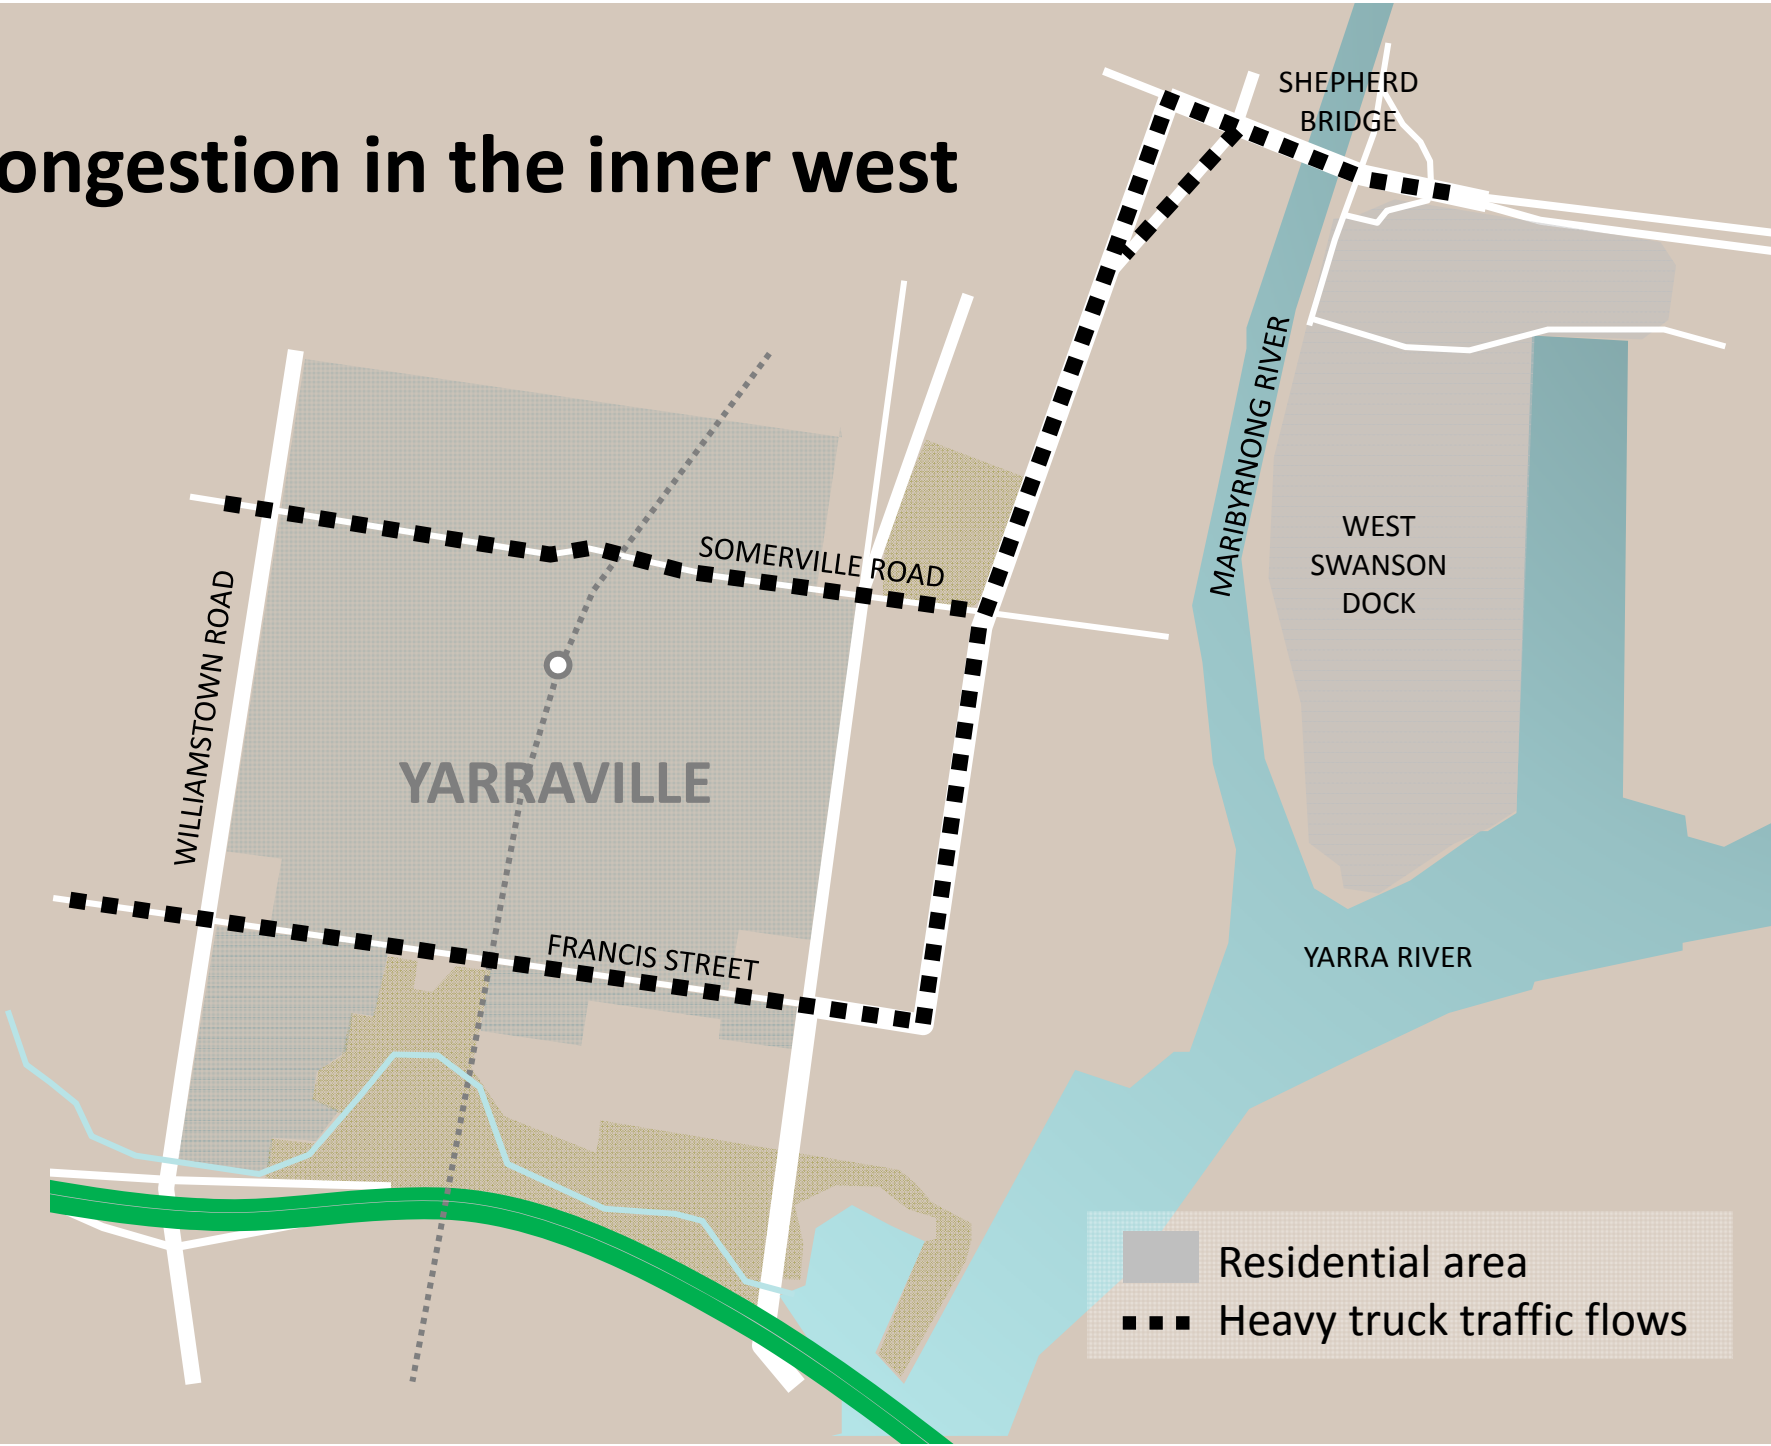 ongestion in the inner west
SHEPHERD
BRIDGE
MARIBYRNONG RIVER
WEST
SWANSON
DOCK
SOMERVILLE ROAD
WILLIAMSTOWN ROAD
YARRAVILLE
FRANCIS STREET
YARRA RIVER
Residential area
Heavy truck traffic flows